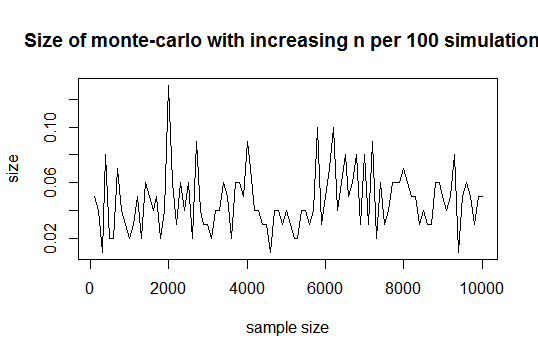 Size of monte-carlo with increasing n per 100 simulation
size
0.10
0.06
0.02
0 2000 4000 6000 8000 10000
sample size